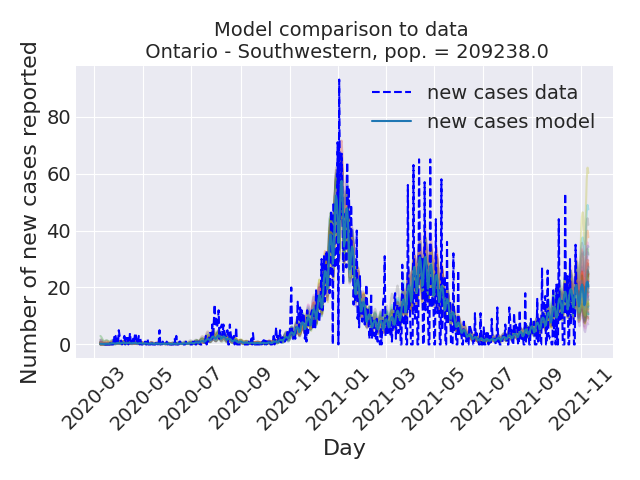 Model comparison to data
Ontario - Southwestern, pop. = 209238.0
new cases data
new cases model
Number of new cases reported
80
60
40
20
0
2020-03
2020-05
2020-07
2020-09
2020-11
2021-01
2021-03
2021-05
2021-07
2021-09
2021-11
Day